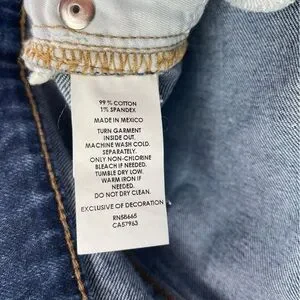 99 % COTTON
1% SPANDEX
MADE IN MEXICO
TURN GARMENT
INSIDE OUT.
MACHINE WASH COLD.
SEPARATELY.
ONLY NON-CHLORINE
BLEACH IF NEEDED.
TUMBLE DRY LOW.
WARM IRON IF
NEEDED.
DO NOT DRY CLEAN.
EXCLUSIVE OF DECORATION
RN58665
CA57963